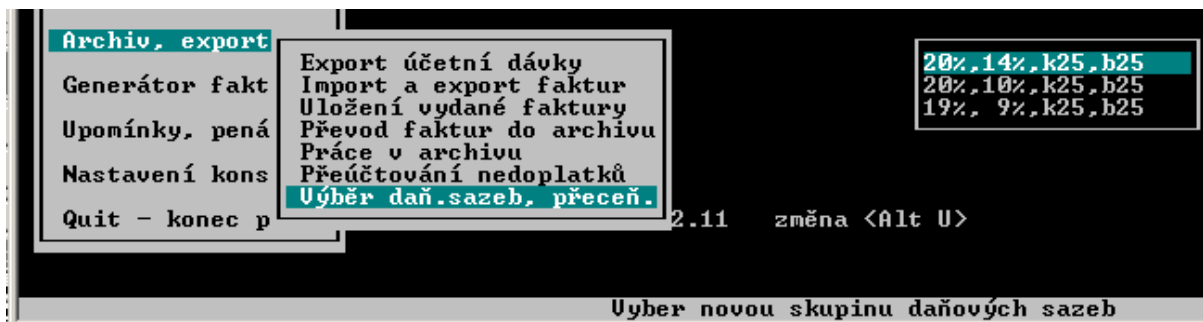 Archiv, export
Generátor fakt
Upomínky, pená
Nastavení kons
Quit - konec p
Export účetní dávky
Import a export faktur
Uložení vydané faktury
Převod faktur do archivu
Práce v archivu
Přeúčtování nedoplatků
Výběr daň.sazeb, přeceň.
20%,14%,k25,b25
20%,10%,k25,b25
19%, 9%,k25,b25
2.11 změna <Alt U>
Vyber novou skupinu daňových sazeb